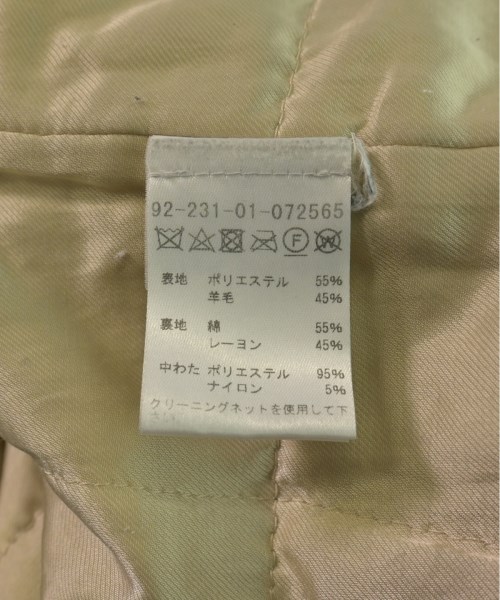 92-231-01-072565
F W
表地 ポリエステル 55%
羊毛 45%
裏地 綿 55%
レーヨン 45%
中わた ポリエステル 95%
ナイロン 5%
クリーニングネットを使用して下
さい